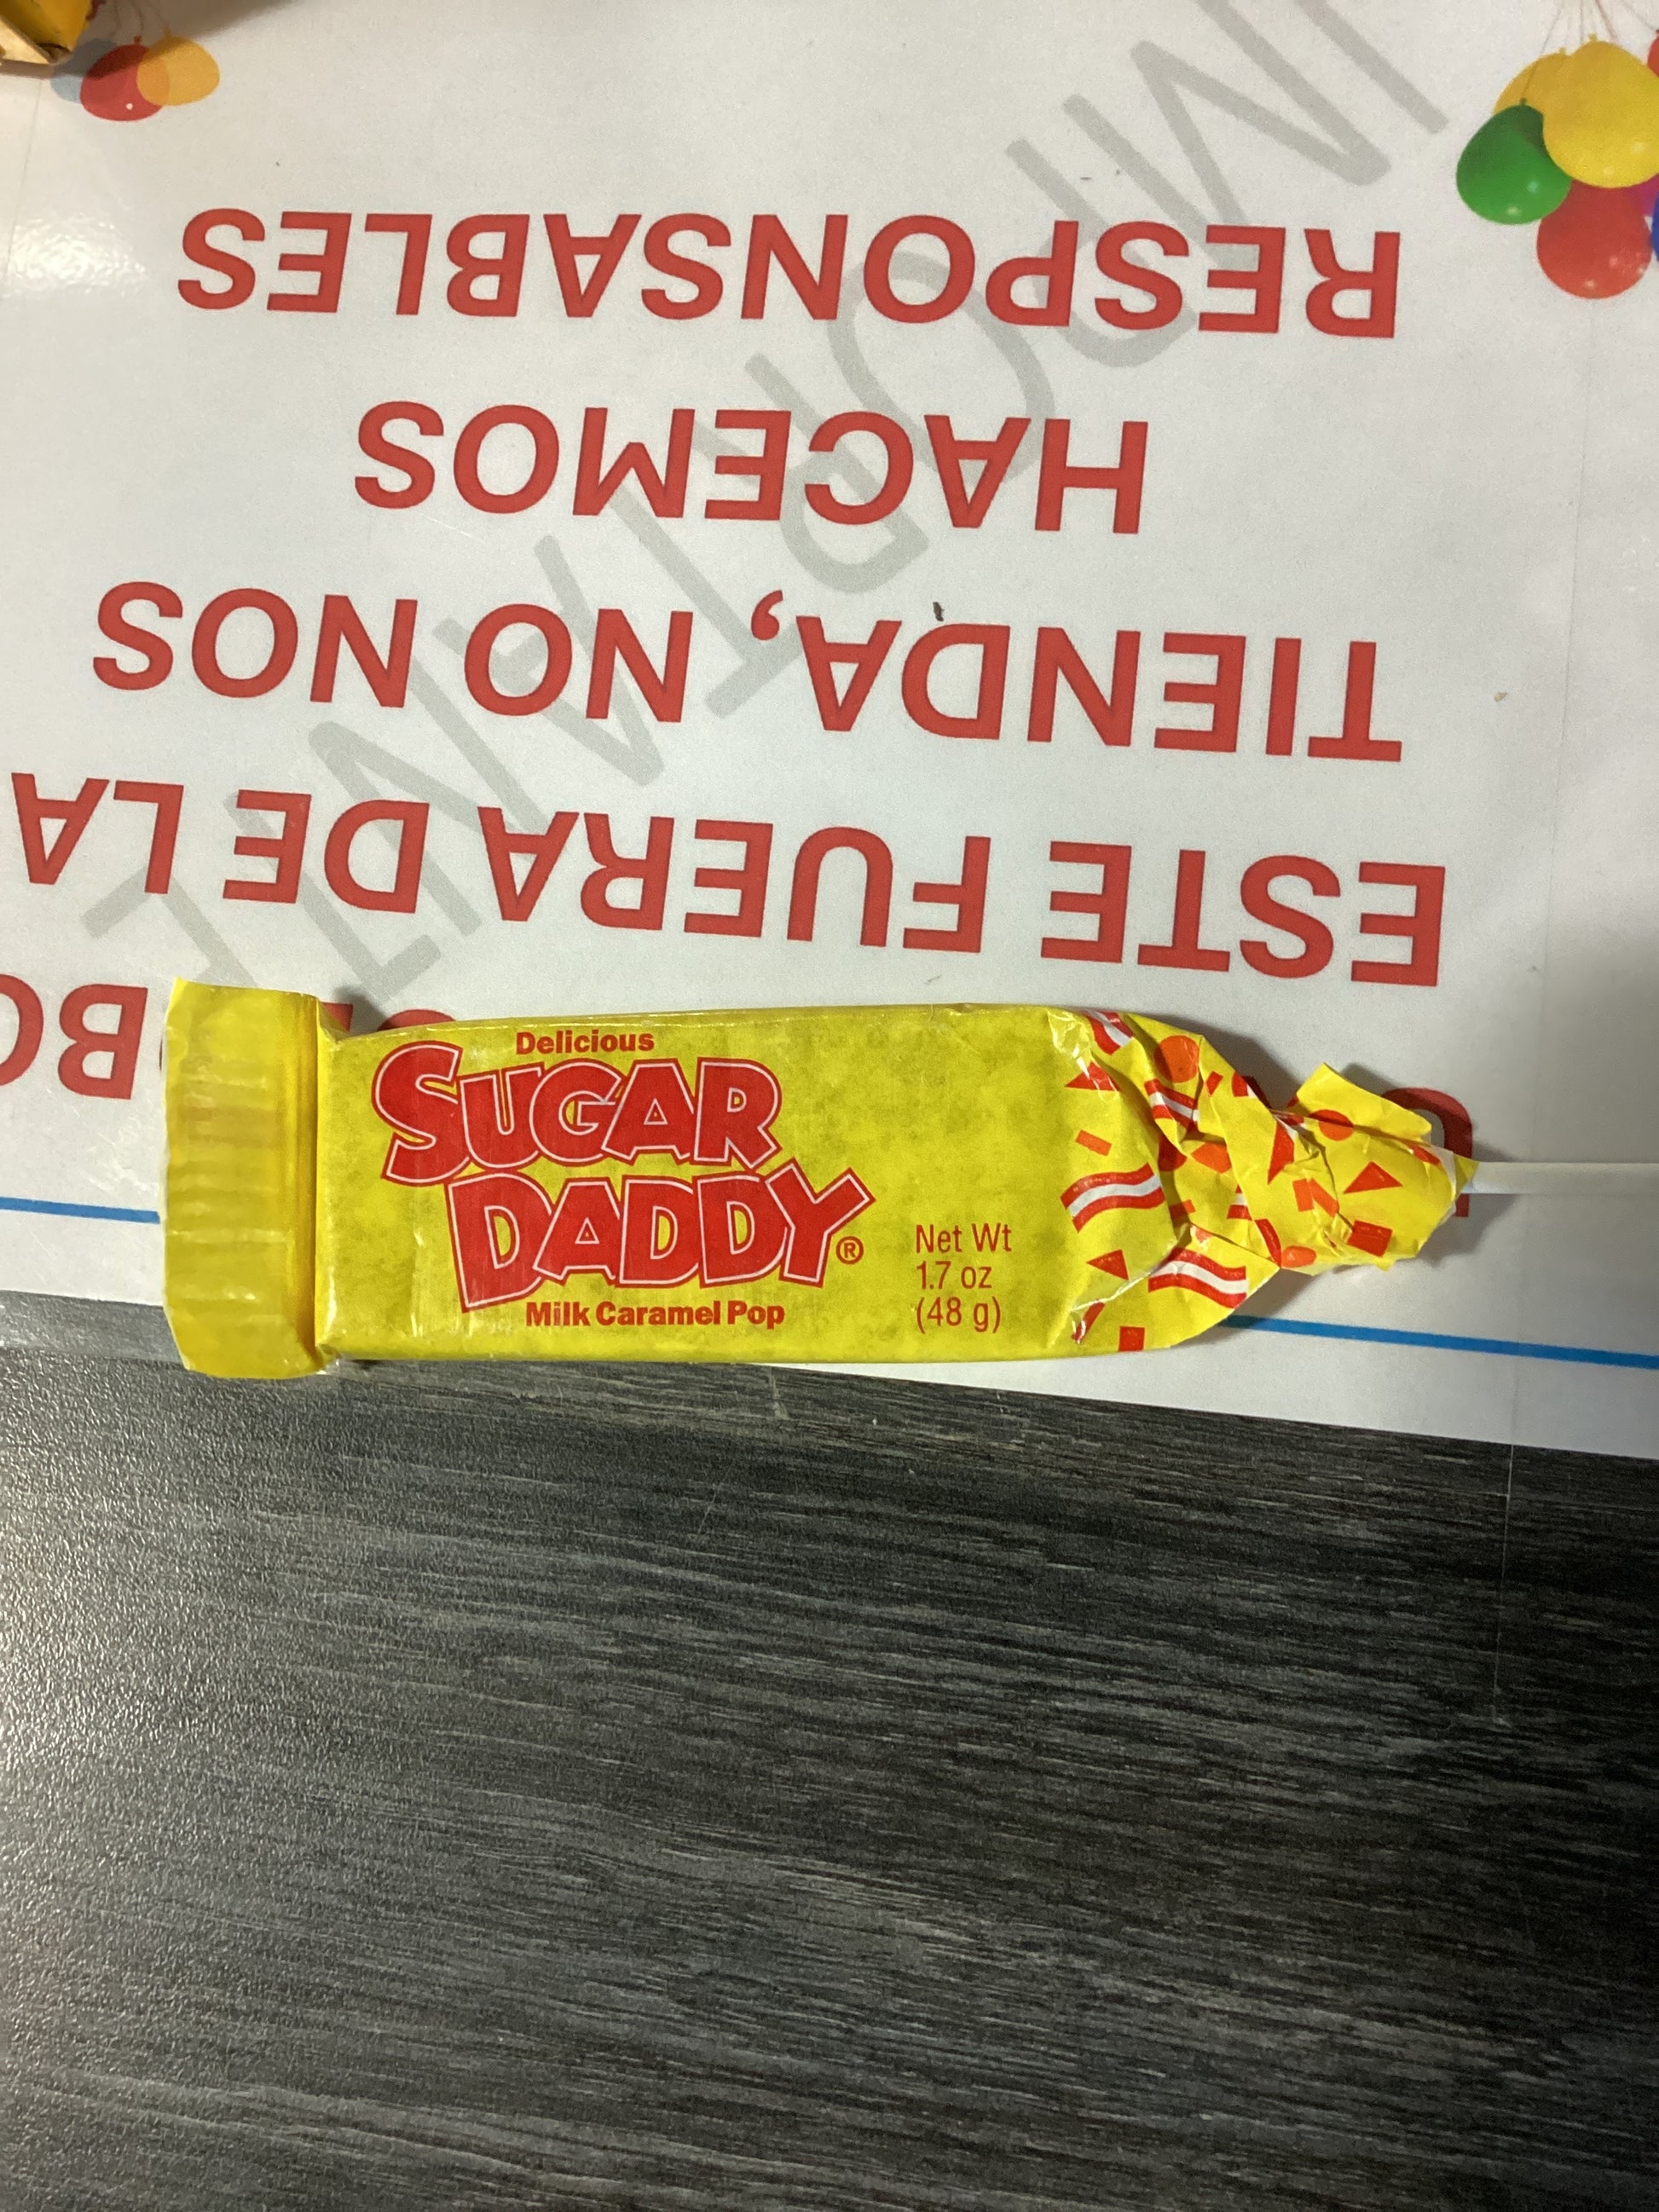 Delicious
SUGAR
DADDY®
Milk Caramel Pop
Net Wt
1.7 oz
(48 g)
ESTE FUERA DE LA
TIENDA, NO NOS
HACEMOS
RESPONSABLES
IMPORTANTE